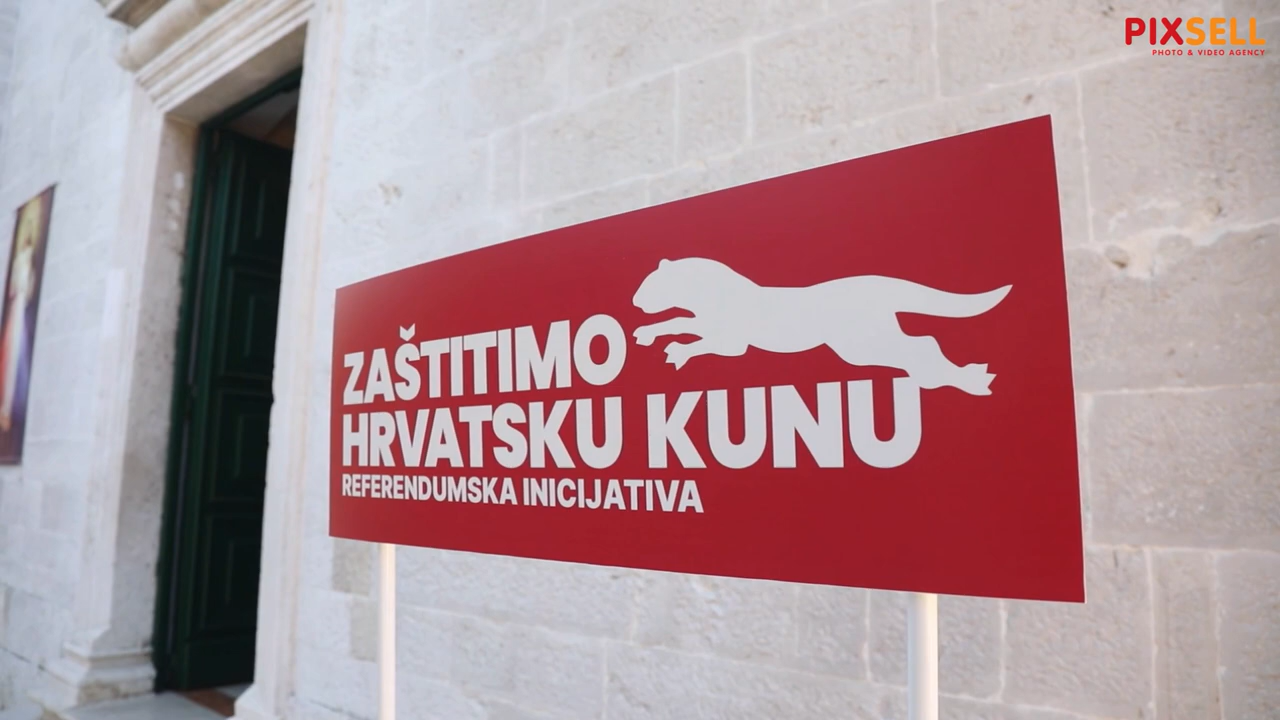 PIXSELL
PHOTO & VIDEO AGENCY
ZAŠTITIMO
HRVATSKU KUNU
REFERENDUMSKA INICIJATIVA